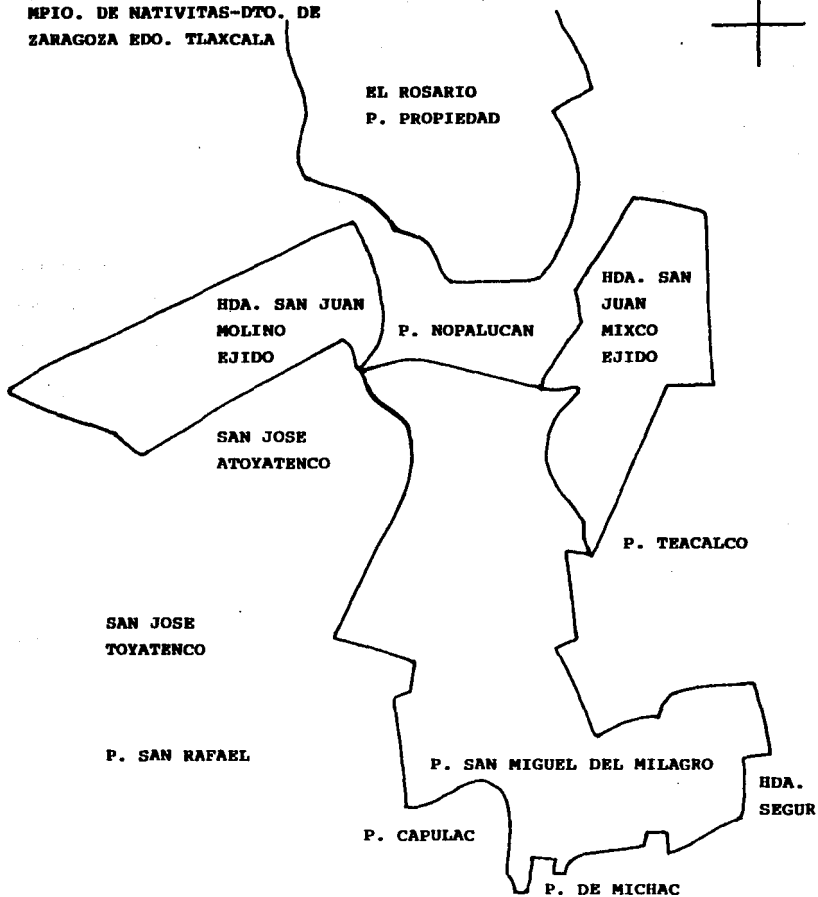 MPIO. DE NATIVITAS-DTO. DE
ZARAGOZA EDO. TLAXCALA
EL ROSARIO
P. PROPIEDAD
HDA. SAN JUAN
MOLINO
EJIDO
P. NOPALUCAN
HDA. SAN
JUAN
MIXCO
EJIDO
SAN JOSE
ATOYATENCO
P. TEACALCO
SAN JOSE
TOYATENCO
P. SAN RAFAEL
P. SAN MIGUEL DEL MILAGRO
HDA.
SEGUR
P. CAPULAC
P. DE MICHAC